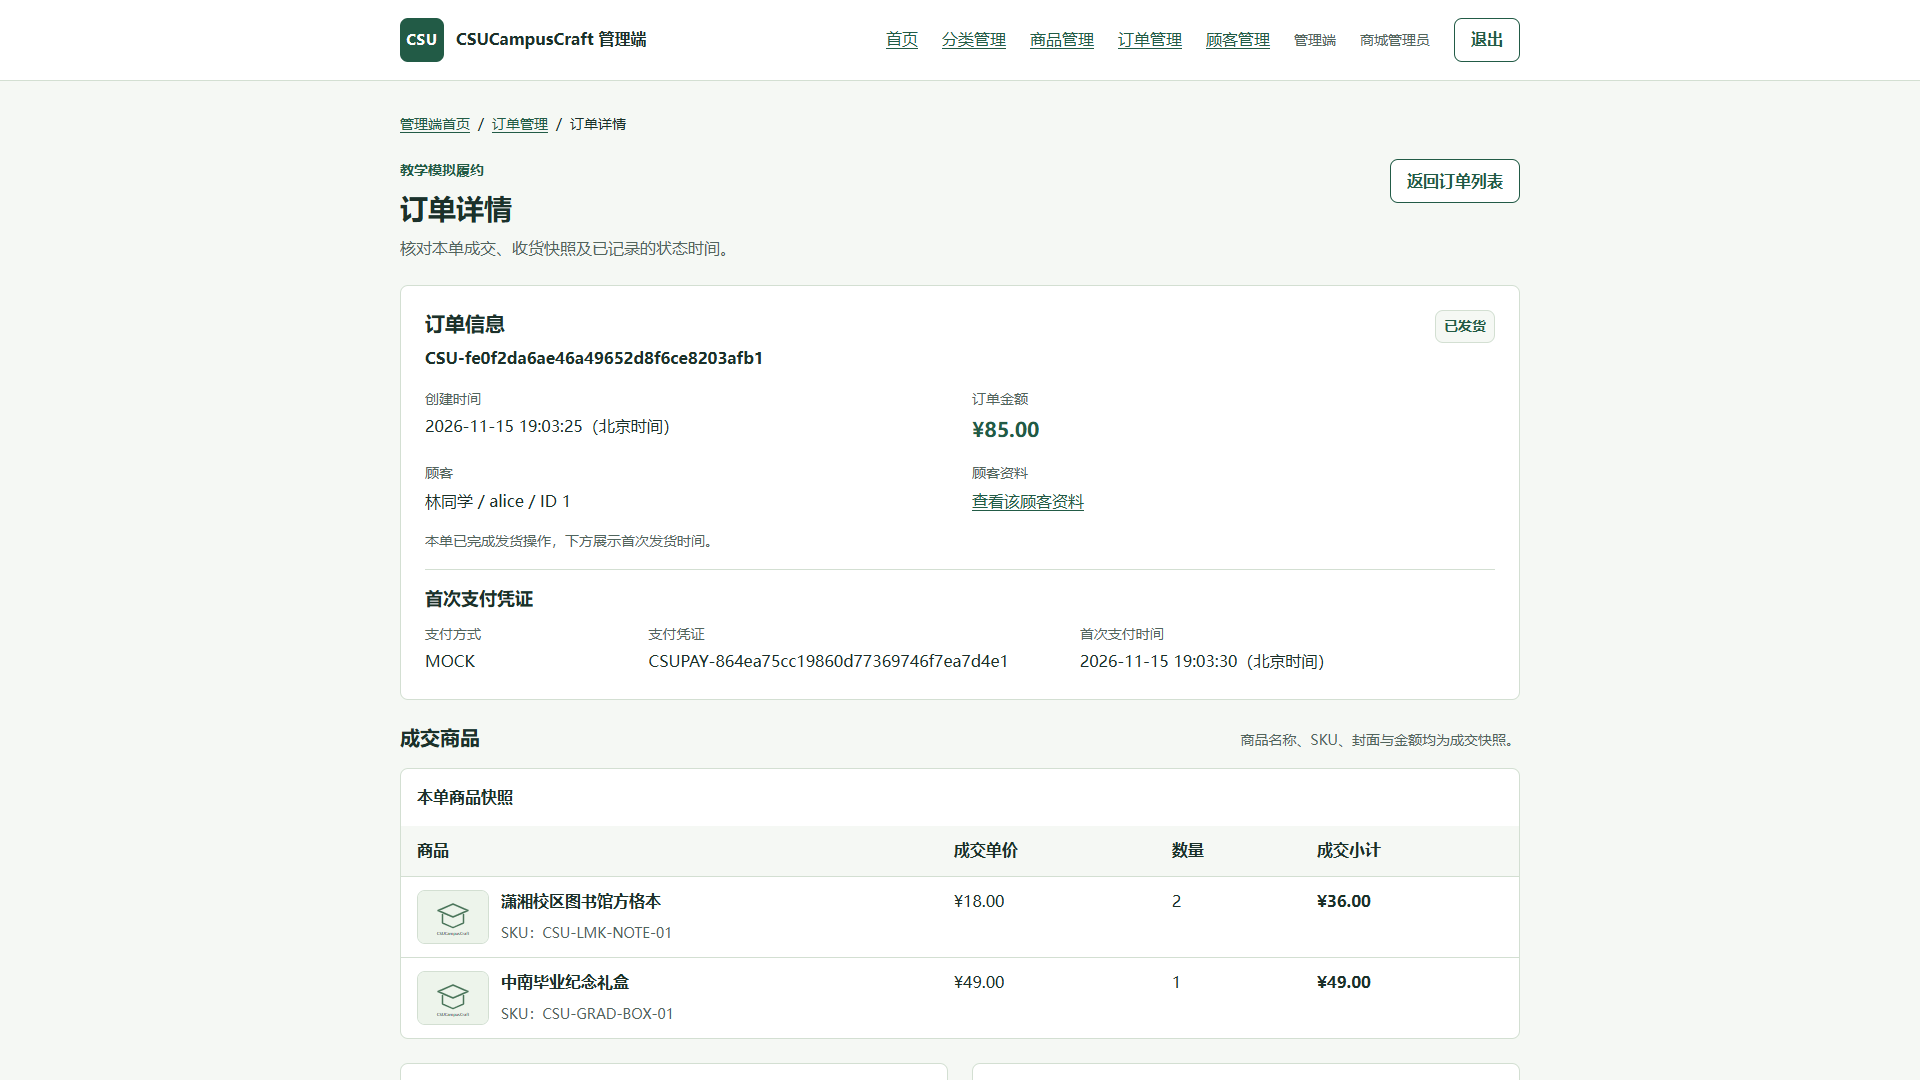 CSU CSUCampusCraft 管理端 首页 分类管理 商品管理 订单管理 顾客管理 管理端 商城管理员 退出
管理端首页 / 订单管理 / 订单详情
教学模拟履约
返回订单列表
订单详情
核对本单成交、收货快照及已记录的状态时间。
订单信息
已发货
CSU-fe0f2da6ae46a49652d8f6ce8203afb1
创建时间 订单金额
2026-11-15 19:03:25（北京时间） ¥85.00
顾客 顾客资料
林同学 / alice / ID 1 查看该顾客资料
本单已完成发货操作，下方展示首次发货时间。
首次支付凭证
支付方式 支付凭证 首次支付时间
MOCK CSUPAY-864ea75cc19860d77369746f7ea7d4e1 2026-11-15 19:03:30（北京时间）
成交商品 商品名称、SKU、封面与金额均为成交快照。
本单商品快照
商品 成交单价 数量 成交小计
潇湘校区图书馆方格本 ¥18.00 2 ¥36.00
CSUCampusCraft
SKU：CSU-LMK-NOTE-01
中南毕业纪念礼盒 ¥49.00 1 ¥49.00
CSUCampusCraft
SKU：CSU-GRAD-BOX-01